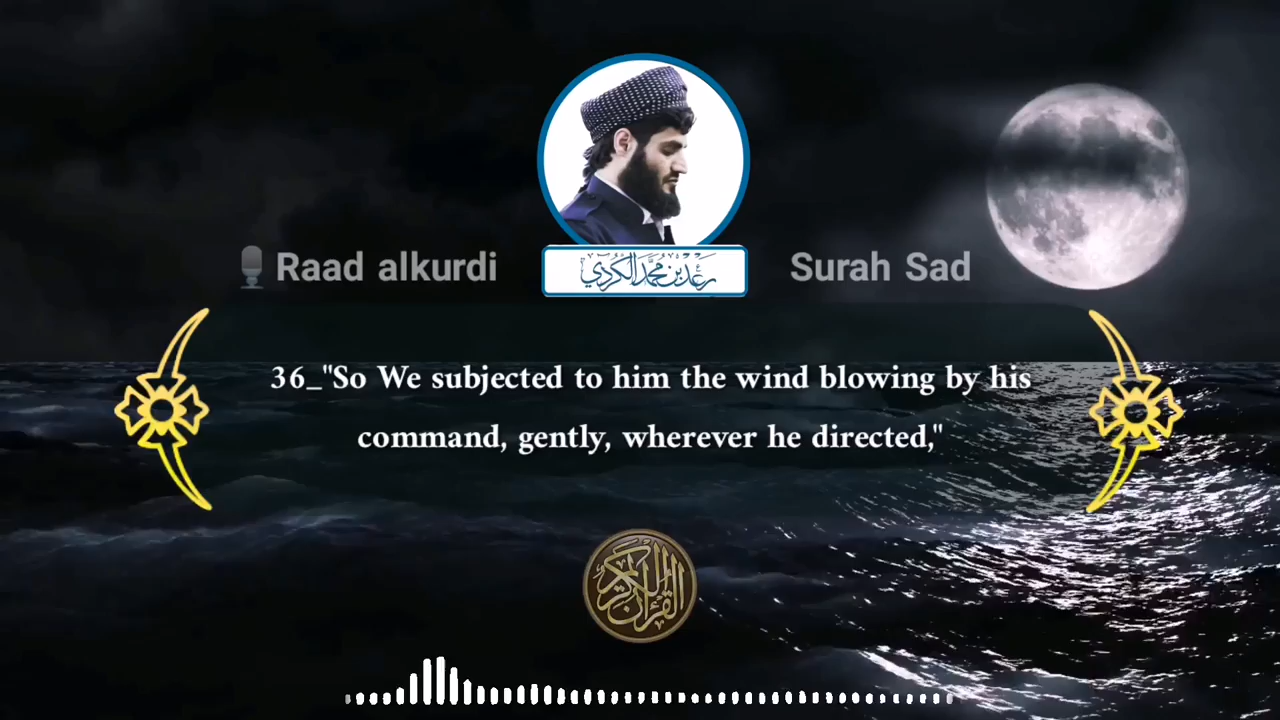 Raad alkurdi
رعد بن محمد الكردي
Surah Sad
36_"So We subjected to him the wind blowing by his
command, gently, wherever he directed,"
القرآن الكريم